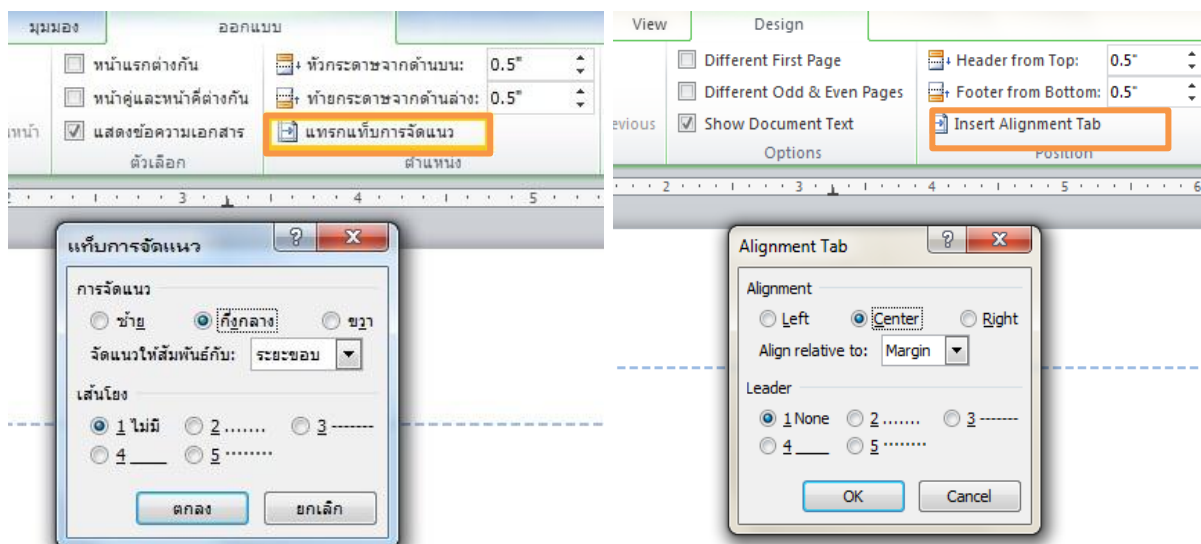 มุมมอง ออกแบบ
หน้าแรกต่างกัน หัวกระดาษจากด้านบน: 0.5"
หน้าคู่และหน้าคี่ต่างกัน ท้ายกระดาษจากด้านล่าง: 0.5"
แสดงข้อความเอกสาร แทรกแท็บการจัดแนว
ตัวเลือก ตำแหน่ง
3 4 5
แท็บการจัดแนว
การจัดแนว
ซ้าย กึ่งกลาง ขวา
จัดแนวให้สัมพันธ์กับ: ระยะขอบ
เส้นโยง
1 ไม่มี 2 ....... 3 -------
4 ____ 5 ........
ตกลง ยกเลิก
View Design
Different First Page Header from Top: 0.5"
Different Odd & Even Pages Footer from Bottom: 0.5"
Show Document Text Insert Alignment Tab
Options Position
2 3 4 5 6
Alignment Tab
Alignment
Left Center Right
Align relative to: Margin
Leader
1 None 2 ....... 3 -------
4 ____ 5 ........
OK Cancel